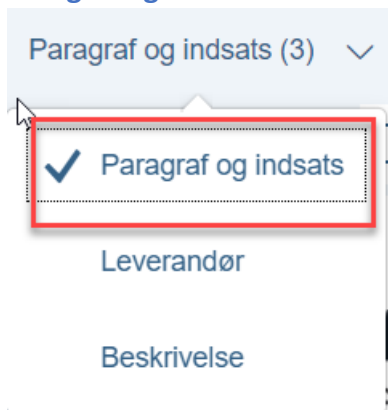 Paragraf og indsats (3)
Paragraf og indsats
Leverandør
Beskrivelse